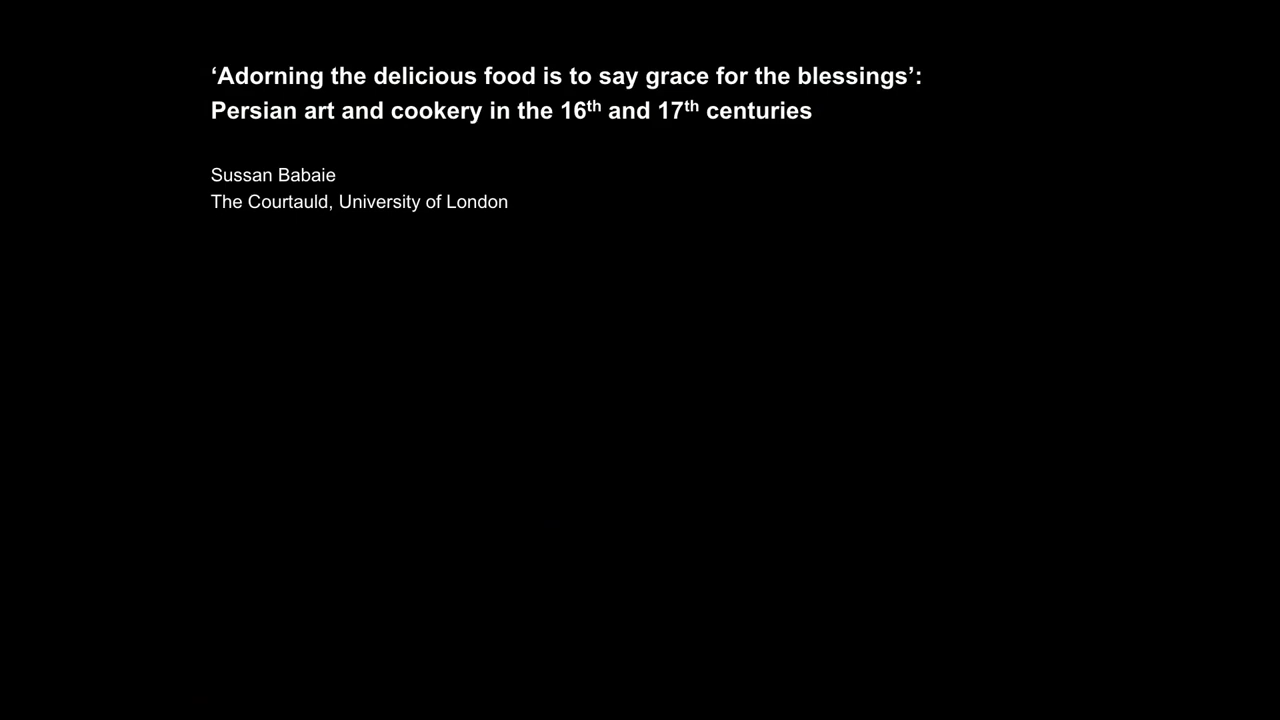 ‘Adorning the delicious food is to say grace for the blessings’:
Persian art and cookery in the 16th and 17th centuries
Sussan Babaie
The Courtauld, University of London